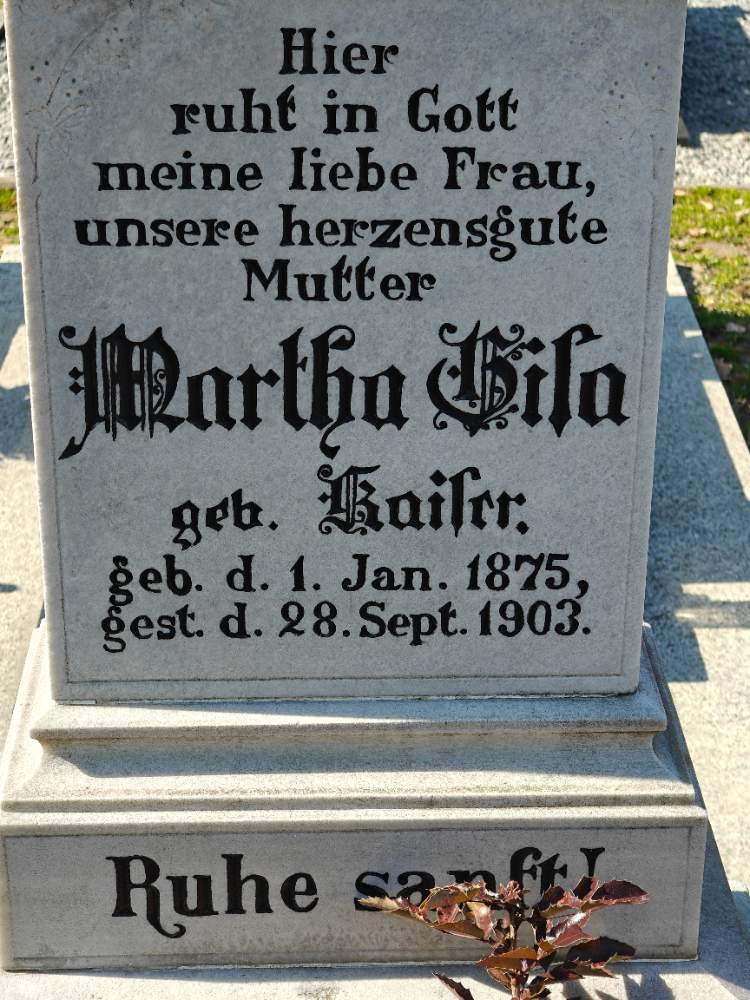 Hier
ruht in Gott
meine liebe Frau,
unsere herzensgute
Mutter
Martha Gisa
geb. Kaiser.
geb. d. 1. Jan. 1875,
gest. d. 28. Sept. 1903.
Ruhe sanft!